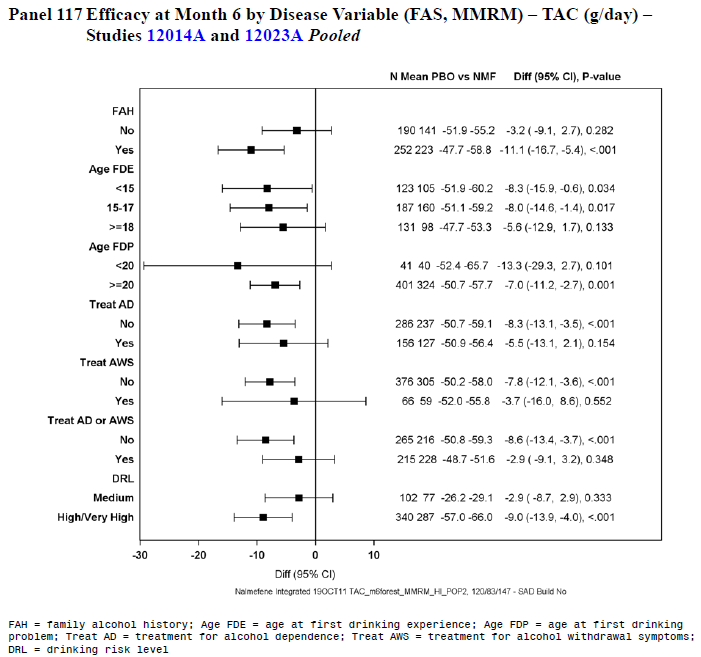 Panel 117 Efficacy at Month 6 by Disease Variable (FAS, MMRM) – TAC (g/day) –
Studies 12014A and 12023A Pooled
N Mean PBO vs NMF Diff (95% CI), P-value
FAH
No 190 141 -51.9 -55.2 -3.2 (-9.1, 2.7), 0.282
Yes 252 223 -47.7 -58.8 -11.1 (-16.7, -5.4), <.001
Age FDE
<15 123 105 -51.9 -60.2 -8.3 (-15.9, -0.6), 0.034
15-17 187 160 -51.1 -59.2 -8.0 (-14.6, -1.4), 0.017
>=18 131 98 -47.7 -53.3 -5.6 (-12.9, 1.7), 0.133
Age FDP
<20 41 40 -52.4 -65.7 -13.3 (-29.3, 2.7), 0.101
>=20 401 324 -50.7 -57.7 -7.0 (-11.2, -2.7), 0.001
Treat AD
No 286 237 -50.7 -59.1 -8.3 (-13.1, -3.5), <.001
Yes 156 127 -50.9 -56.4 -5.5 (-13.1, 2.1), 0.154
Treat AWS
No 376 305 -50.2 -58.0 -7.8 (-12.1, -3.6), <.001
Yes 66 59 -52.0 -55.8 -3.7 (-16.0, 8.6), 0.552
Treat AD or AWS
No 265 216 -50.8 -59.3 -8.6 (-13.4, -3.7), <.001
Yes 215 228 -48.7 -51.6 -2.9 (-9.1, 3.2), 0.348
DRL
Medium 102 77 -26.2 -29.1 -2.9 (-8.7, 2.9), 0.333
High/Very High 340 287 -57.0 -66.0 -9.0 (-13.9, -4.0), <.001
-30 -20 -10 0 10
Diff (95% CI)
Nalmefene Integrated 19OCT11 TAC_m6forest_MMRM_HI_POP2, 120/83/147 - SAD Build No
FAH = family alcohol history; Age FDE = age at first drinking experience; Age FDP = age at first drinking
problem; Treat AD = treatment for alcohol dependence; Treat AWS = treatment for alcohol withdrawal symptoms;
DRL = drinking risk level